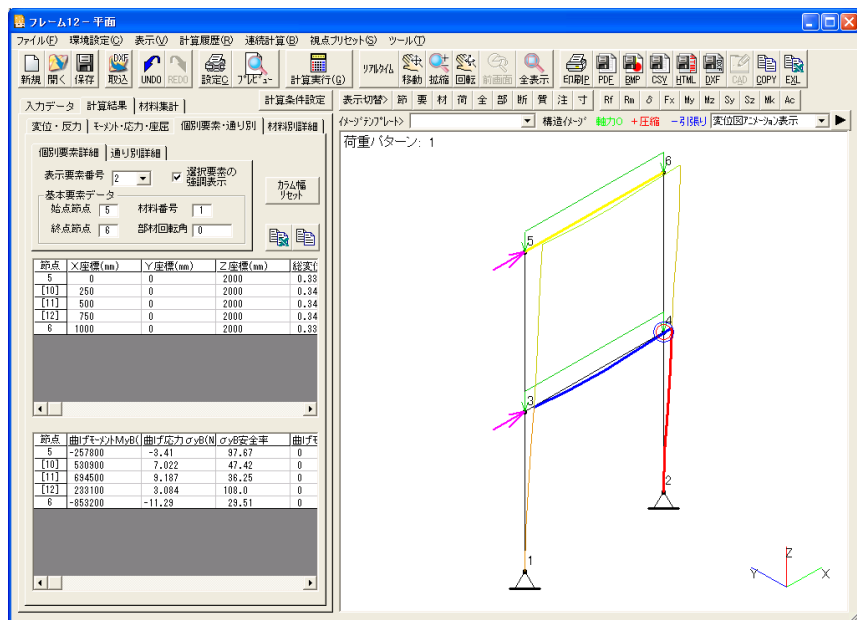 フレーム12－平面
ファイル(F) 環境設定(C) 表示(V) 計算履歴(R) 連続計算(B) 視点プリセット(S) ツール(T)
新規 開く 保存 DXF 取込 UNDO REDO 設定C プレビュー 計算実行(G) リアルタイム 移動 拡縮 回転 前画面 全表示 印刷P PDF BMP CSV HTML DXF CAD COPY EXL
入力データ 計算結果 材料集計 計算条件設定 表示切替> 節 要 材 荷 全 部 断 質 注 寸 Rf Rm δ Fx My Mz Sy Sz Mk Ac
変位・反力 モーメント・応力・座屈 個別要素・通り別 材料別詳細 イメージテンプレート> 構造イメージ 軸力0 +圧縮 -引張り 変位図アニメーション表示
個別要素詳細 通り別詳細
荷重パターン: 1
表示要素番号 2 選択要素の強調表示 カラム幅リセット
基本要素データ
始点節点 5 材料番号 1
終点節点 6 部材回転角 0
節点 X座標(mm) Y座標(mm) Z座標(mm) 総変位
5 0 0 2000 0.33
[10] 250 0 2000 0.34
[11] 500 0 2000 0.34
[12] 750 0 2000 0.34
6 1000 0 2000 0.33
節点 曲げモーメントMyB( 曲げ応力σyB(N σyB安全率 曲げモ
5 -257800 -3.41 97.67 0
[10] 530900 7.022 47.42 0
[11] 694500 9.187 36.25 0
[12] 233100 3.084 108.0 0
6 -853200 -11.29 29.51 0
6
5
4
3
2
1
Z
Y X